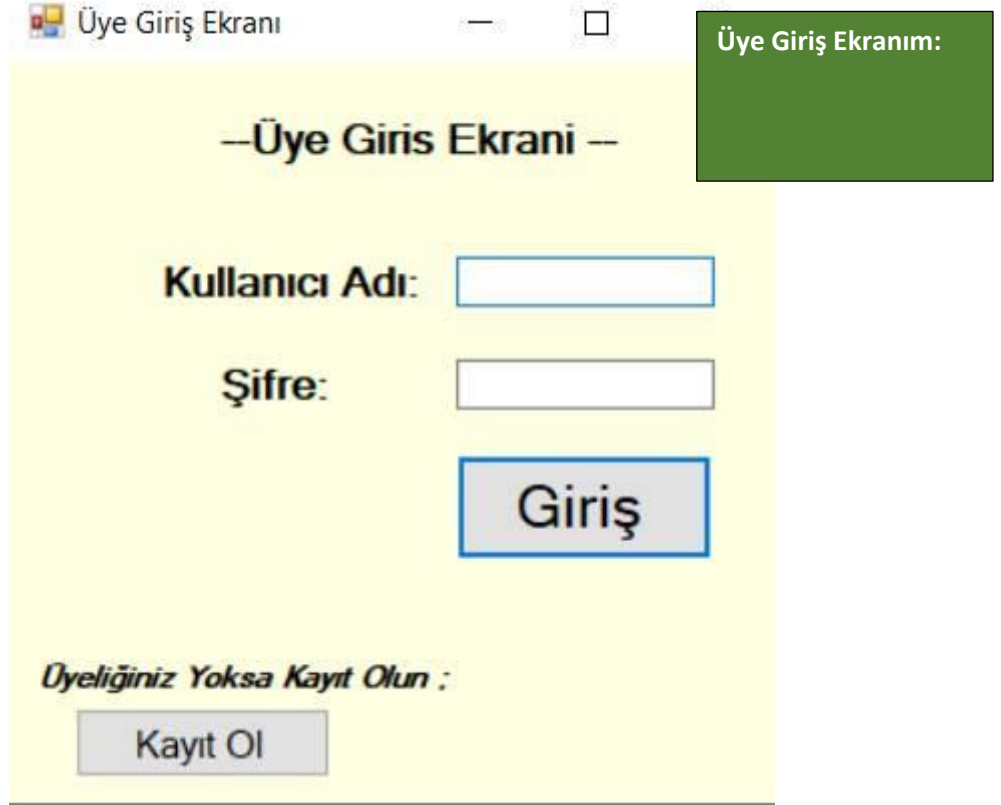 Üye Giriş Ekranı
Üye Giriş Ekranım:
--Üye Giris Ekrani --
Kullanıcı Adı:
Şifre:
Giriş
Üyeliğiniz Yoksa Kayıt Olun :
Kayıt Ol